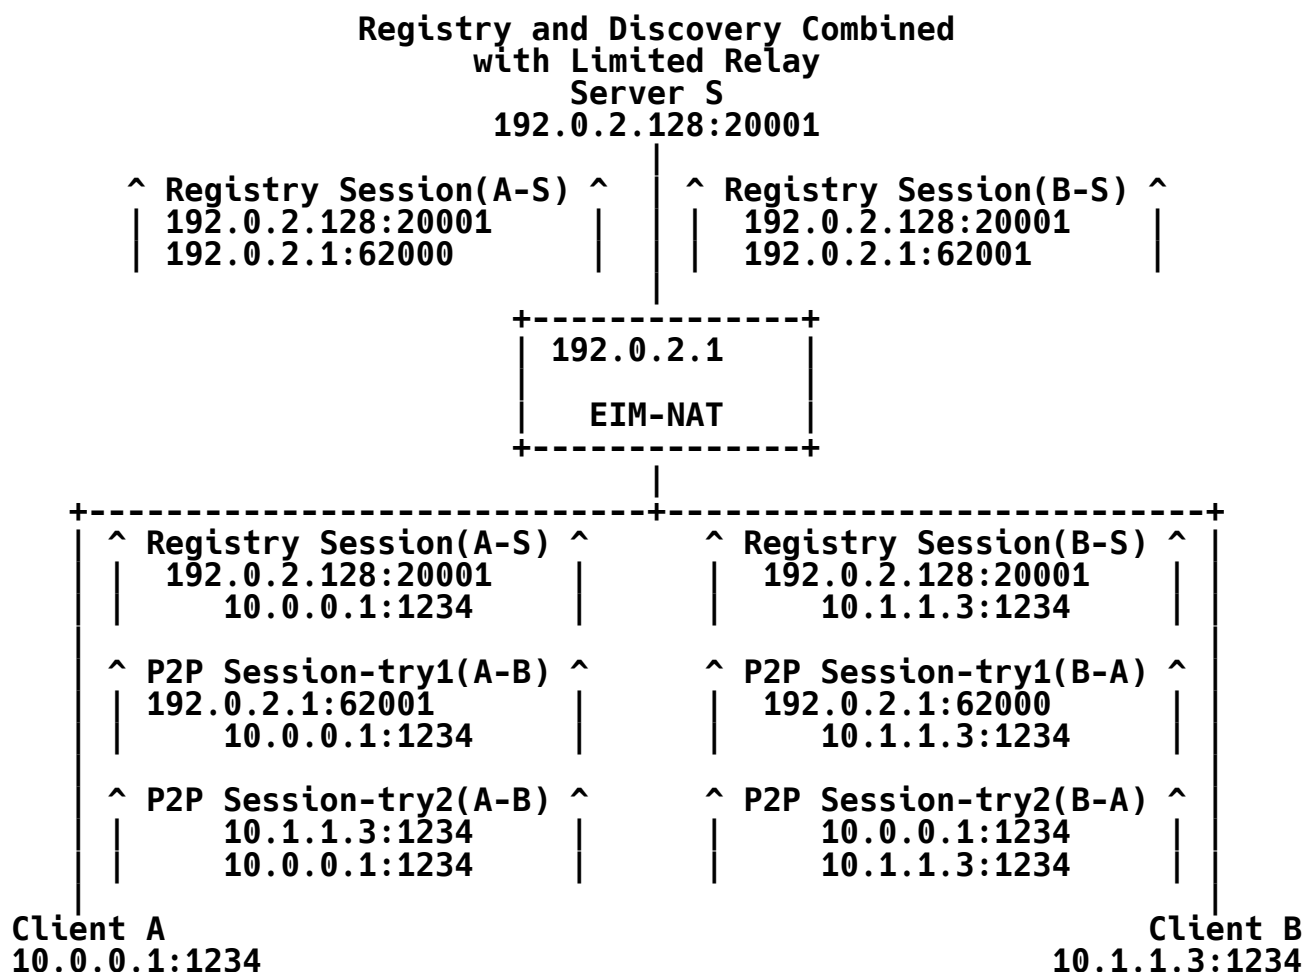 Registry and Discovery Combined
with Limited Relay
Server S
192.0.2.128:20001
^ Registry Session(A-S) ^ ^ Registry Session(B-S) ^
192.0.2.128:20001 192.0.2.128:20001
192.0.2.1:62000 192.0.2.1:62001
192.0.2.1
EIM-NAT
^ Registry Session(A-S) ^ ^ Registry Session(B-S) ^
192.0.2.128:20001 192.0.2.128:20001
10.0.0.1:1234 10.1.1.3:1234
^ P2P Session-try1(A-B) ^ ^ P2P Session-try1(B-A) ^
192.0.2.1:62001 192.0.2.1:62000
10.0.0.1:1234 10.1.1.3:1234
^ P2P Session-try2(A-B) ^ ^ P2P Session-try2(B-A) ^
10.1.1.3:1234 10.0.0.1:1234
10.0.0.1:1234 10.1.1.3:1234
Client A Client B
10.0.0.1:1234 10.1.1.3:1234